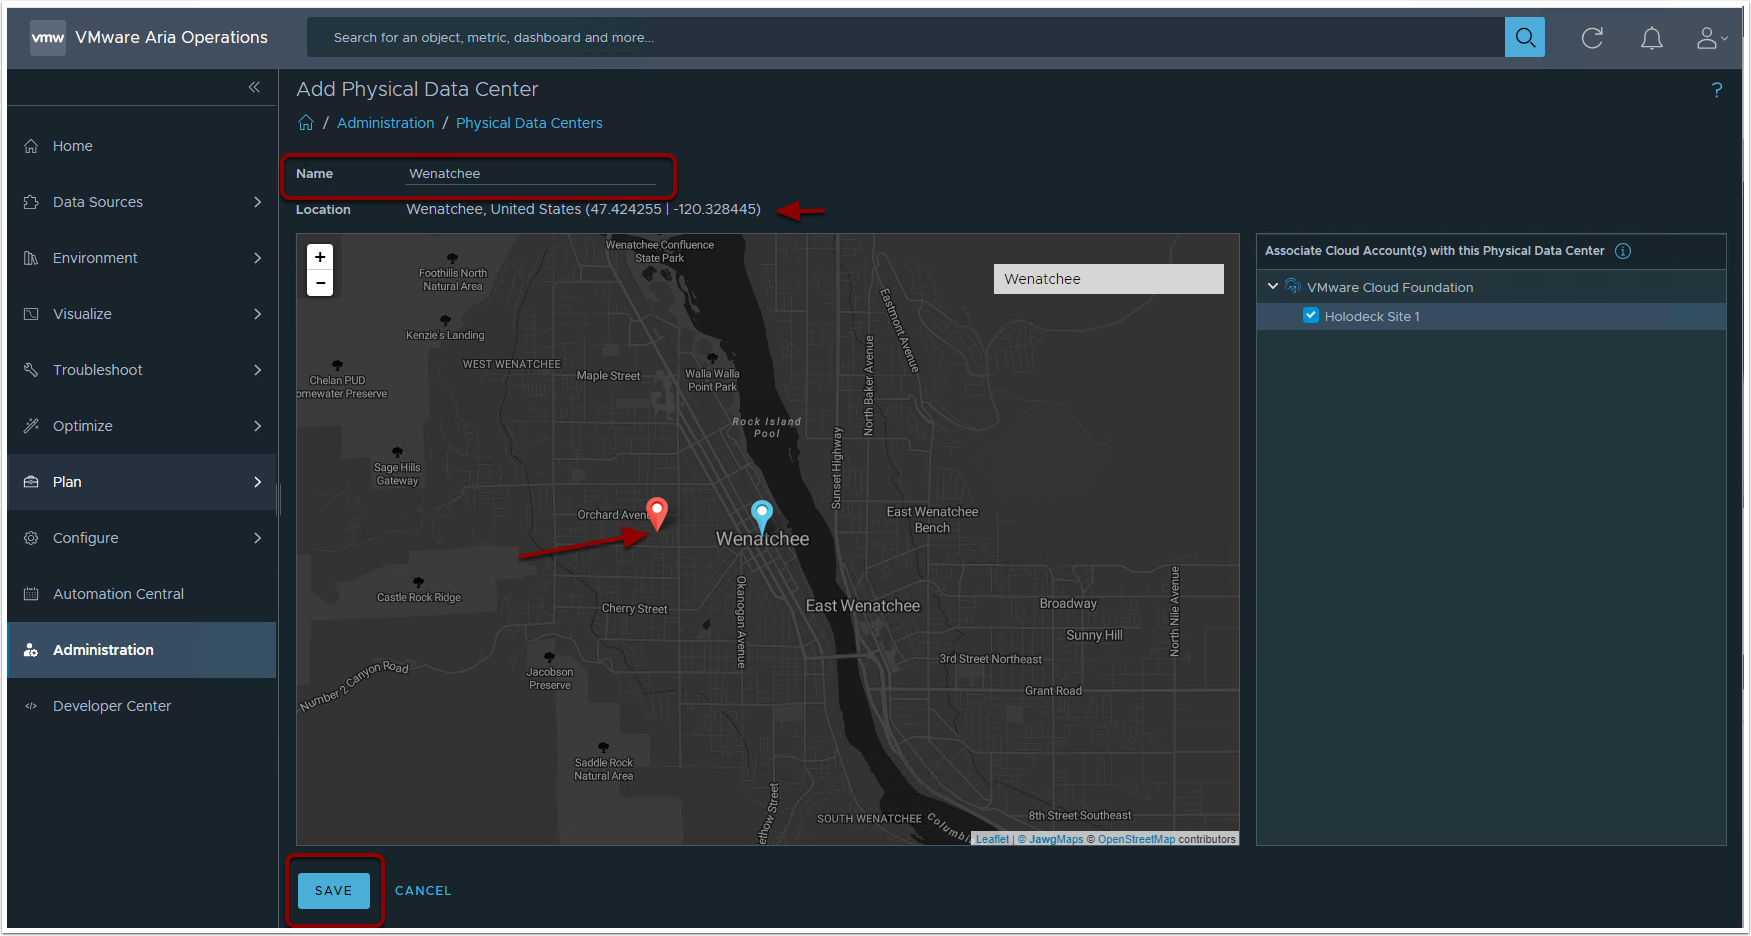 vmw VMware Aria Operations
Search for an object, metric, dashboard and more...
Add Physical Data Center
?
/ Administration / Physical Data Centers
Home
Data Sources
Environment
Visualize
Troubleshoot
Optimize
Plan
Configure
Automation Central
Administration
Developer Center
Name Wenatchee
Location Wenatchee, United States (47.424255 | -120.328445)
+
−
Wenatchee Confluence
State Park
Foothills North
Natural Area
Kenzie's Landing
WEST WENATCHEE
Maple Street
Walla Walla
Point Park
Chelan PUD
omewater Preserve
Rock Island
Pool
Eastmont Avenue
North Baker Avenue
Sunset Highway
Sage Hills
Gateway
Orchard Avenu
Wenatchee
East Wenatchee
Bench
Castle Rock Ridge
Cherry Street
Okanogan Avenue
East Wenatchee
Broadway
North Nile Avenue
Sunny Hill
3rd Street Northeast
Jacobson
Preserve
Number 2 Canyon Road
Grant Road
Saddle Rock
Natural Area
ethow Street
SOUTH WENATCHEE
Columbi
8th Street Southeast
Leaflet | © JawgMaps © OpenStreetMap contributors
Wenatchee
Associate Cloud Account(s) with this Physical Data Center
VMware Cloud Foundation
Holodeck Site 1
SAVE
CANCEL